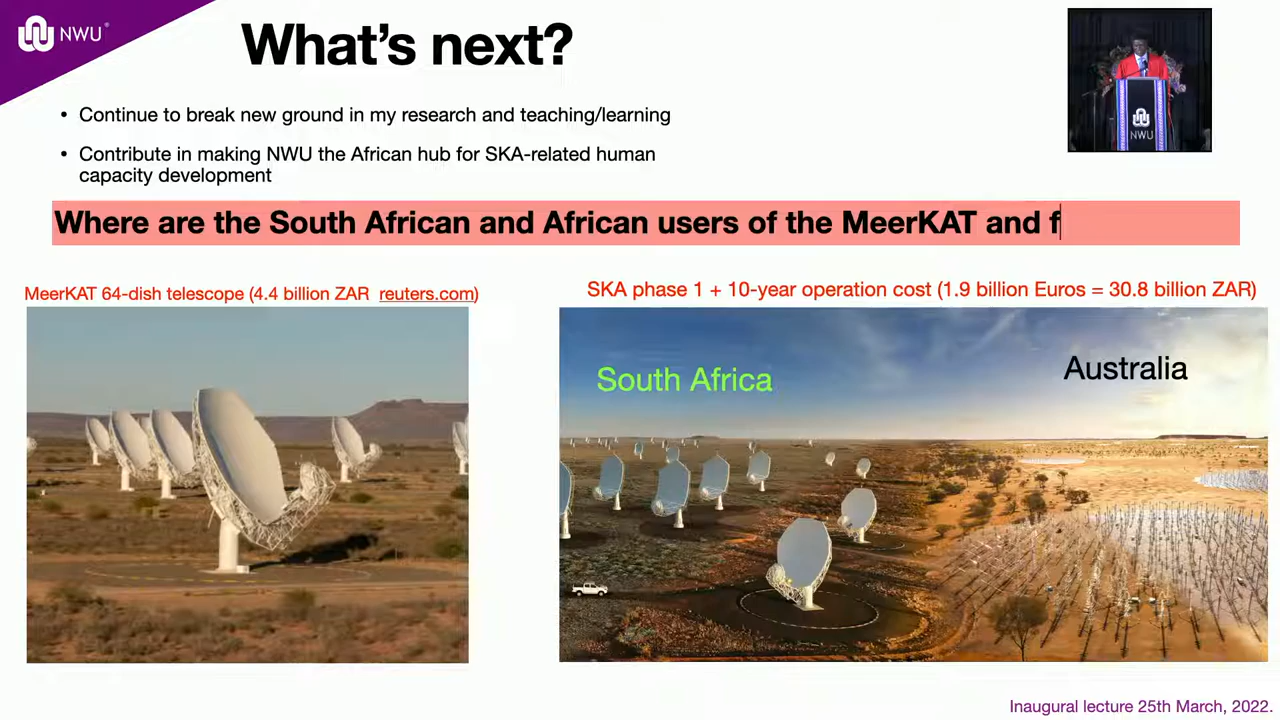 NWU
What's next?
• Continue to break new ground in my research and teaching/learning
• Contribute in making NWU the African hub for SKA-related human
capacity development
NWU
Where are the South African and African users of the MeerKAT and f
MeerKAT 64-dish telescope (4.4 billion ZAR reuters.com)
SKA phase 1 + 10-year operation cost (1.9 billion Euros = 30.8 billion ZAR)
South Africa
Australia
Inaugural lecture 25th March, 2022.